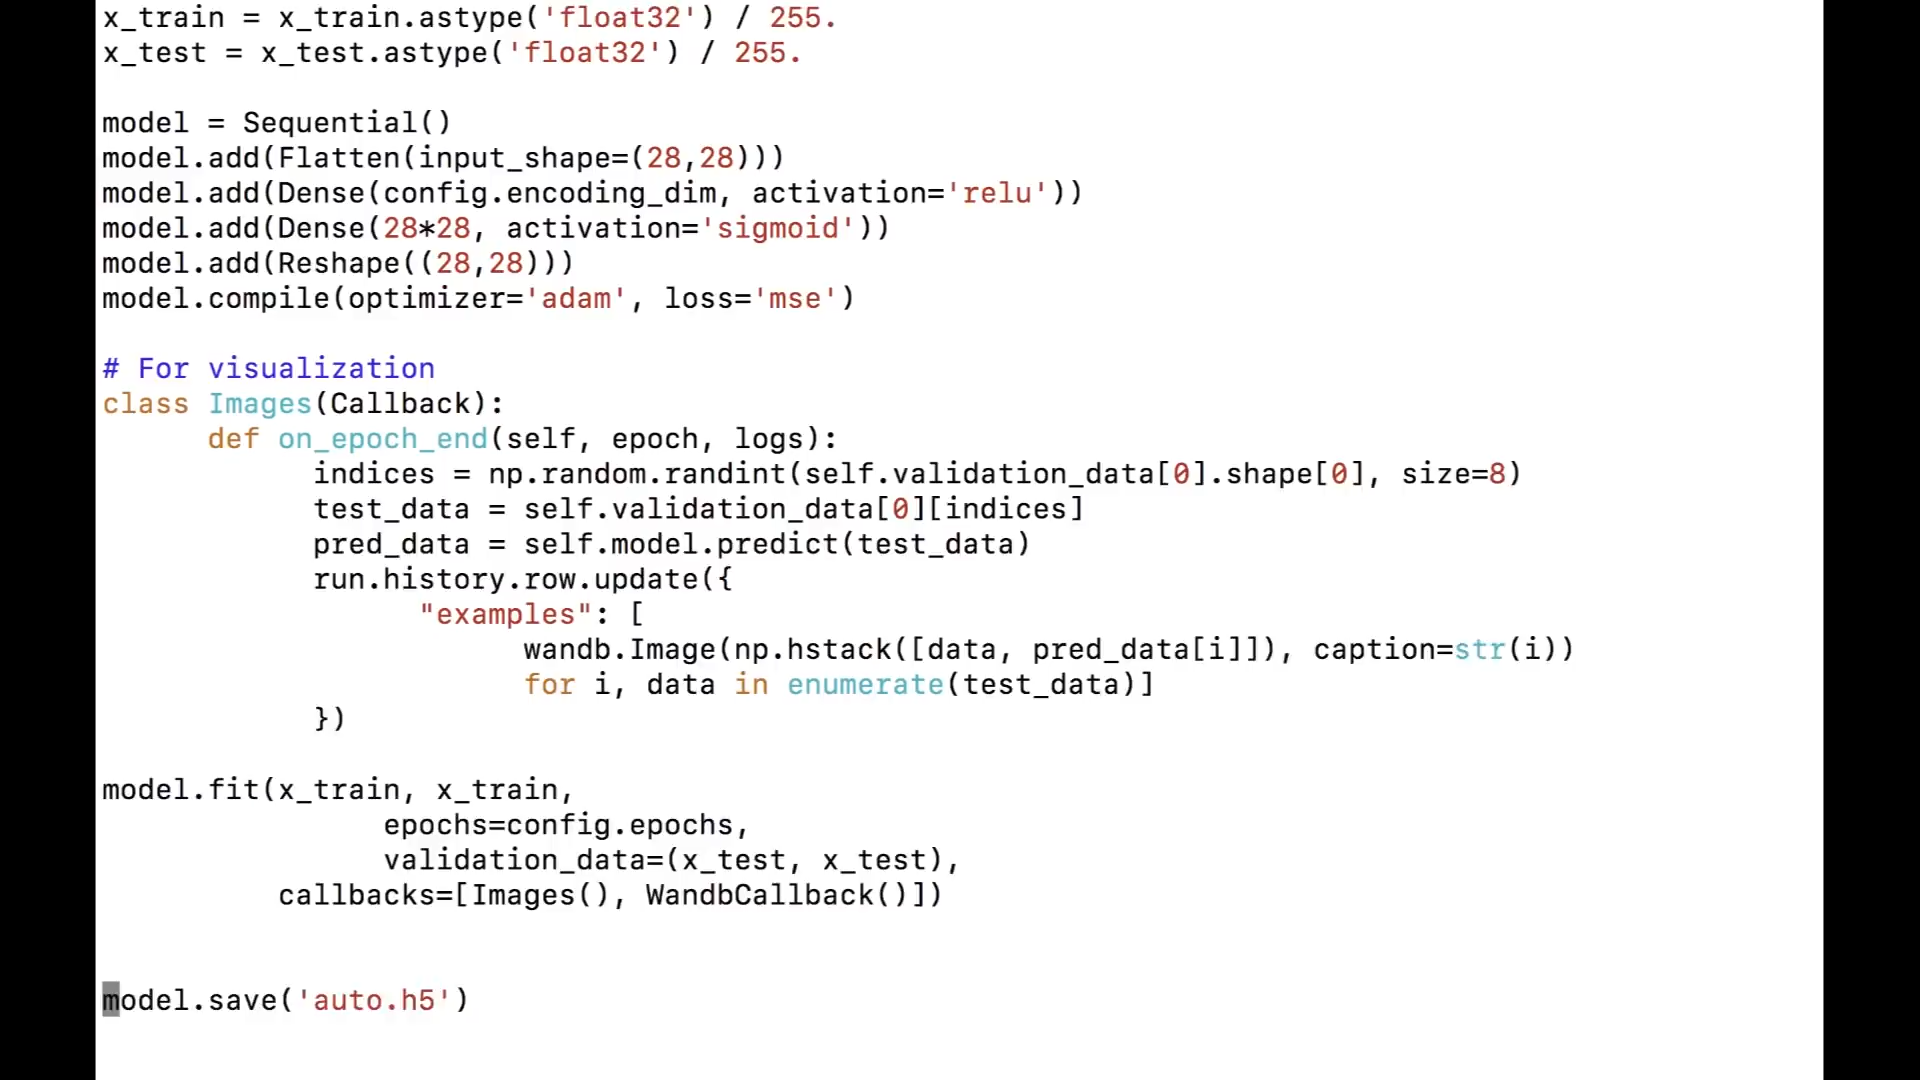 x_train = x_train.astype('float32') / 255.
x_test = x_test.astype('float32') / 255.

model = Sequential()
model.add(Flatten(input_shape=(28,28)))
model.add(Dense(config.encoding_dim, activation='relu'))
model.add(Dense(28*28, activation='sigmoid'))
model.add(Reshape((28,28)))
model.compile(optimizer='adam', loss='mse')

# For visualization
class Images(Callback):
      def on_epoch_end(self, epoch, logs):
            indices = np.random.randint(self.validation_data[0].shape[0], size=8)
            test_data = self.validation_data[0][indices]
            pred_data = self.model.predict(test_data)
            run.history.row.update({
                  "examples": [
                        wandb.Image(np.hstack([data, pred_data[i]]), caption=str(i))
                        for i, data in enumerate(test_data)]
            })

model.fit(x_train, x_train,
                epochs=config.epochs,
                validation_data=(x_test, x_test),
          callbacks=[Images(), WandbCallback()])


model.save('auto.h5')